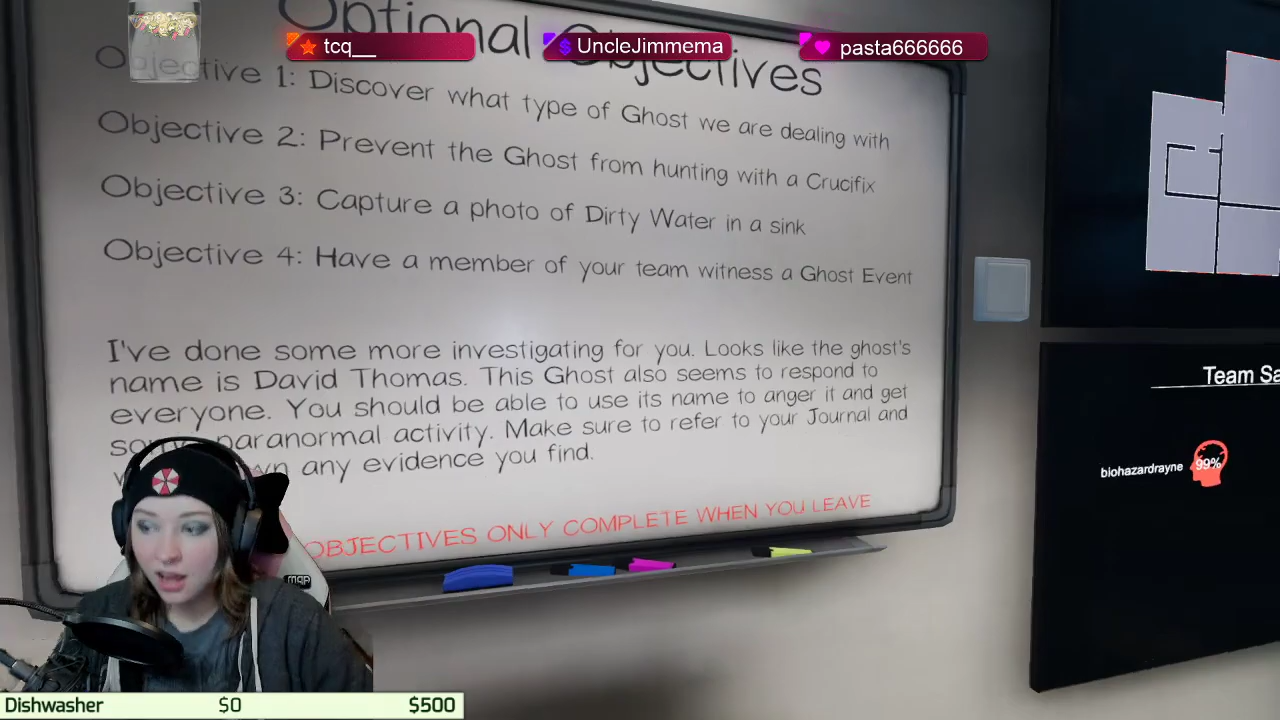 Optional Objectives
tcq__
UncleJimmema
pasta666666
Objective 1: Discover what type of Ghost we are dealing with
Objective 2: Prevent the Ghost from hunting with a Crucifix
Objective 3: Capture a photo of Dirty Water in a sink
Objective 4: Have a member of your team witness a Ghost Event
I've done some more investigating for you. Looks like the ghost's
name is David Thomas. This Ghost also seems to respond to
everyone. You should be able to use its name to anger it and get
paranormal activity. Make sure to refer to your Journal and
any evidence you find.
OBJECTIVES ONLY COMPLETE WHEN YOU LEAVE
Team
biohazardrayne 99%
Dishwasher $0 $500